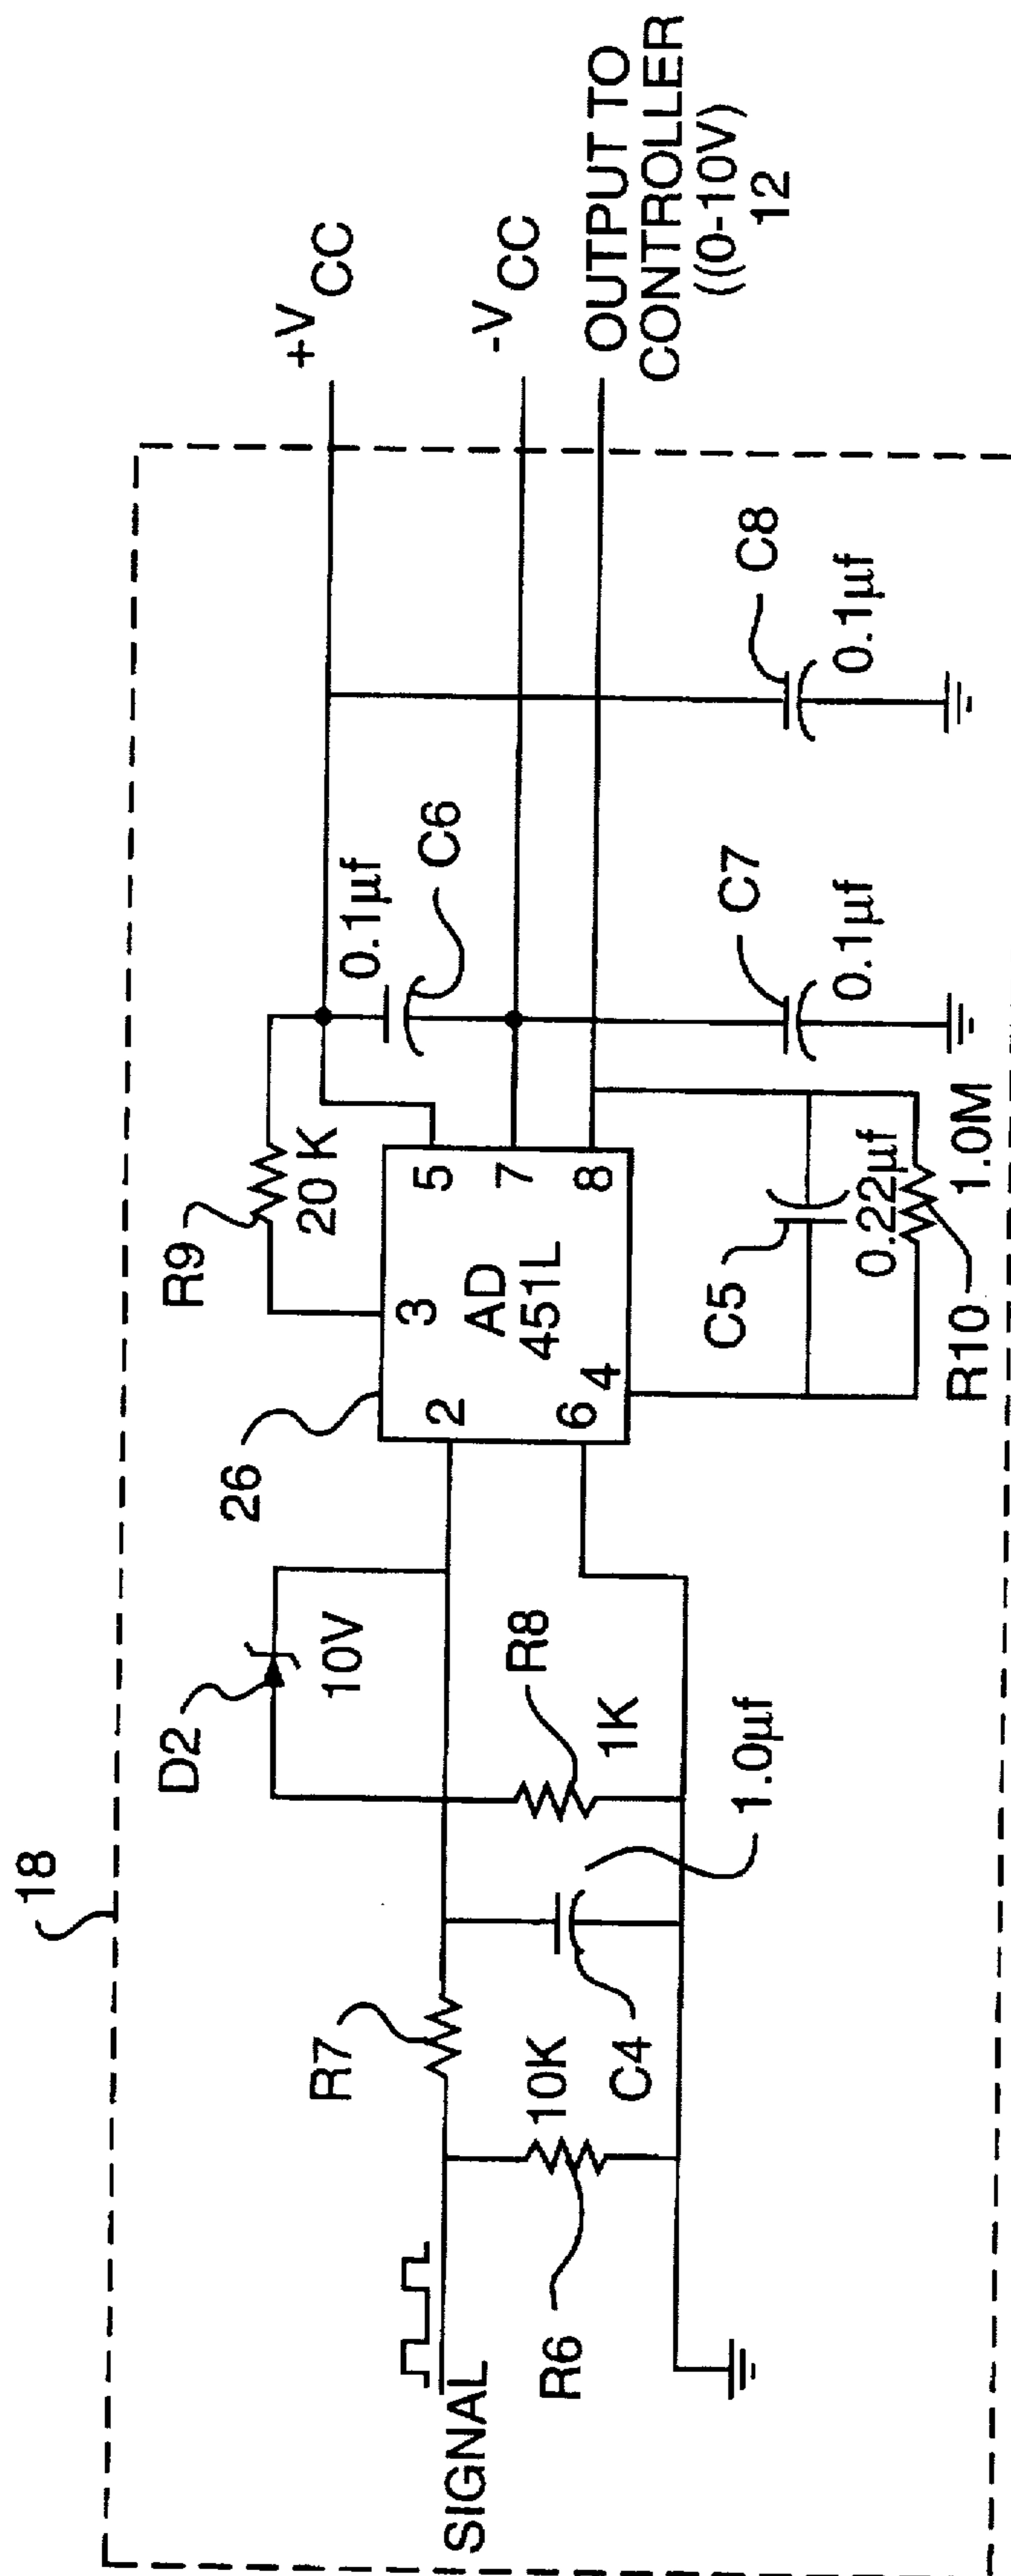 18
D2
10V
26
R9
20 K
0.1µf
C6
+V CC
-V CC
OUTPUT TO
CONTROLLER
((0-10V)
12
SIGNAL
R7
R6
10K
C4
1.0µf
R8
1K
2
3
5
AD
451L
7
6
4
8
C5
0.22µf
R10
1.0M
C7
0.1µf
C8
0.1µf